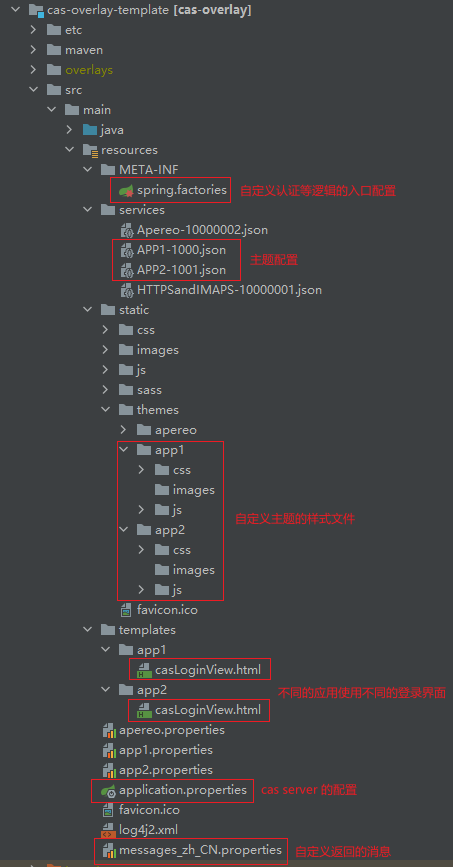 cas-overlay-template [cas-overlay]
etc
maven
overlays
src
main
java
resources
META-INF
spring.factories 自定义认证等逻辑的入口配置
services
Apereo-10000002.json
APP1-1000.json
主题配置
APP2-1001.json
HTTPSandIMAPS-10000001.json
static
css
images
js
sass
themes
apereo
app1
css
images
js
自定义主题的样式文件
app2
css
images
js
favicon.ico
templates
app1
casLoginView.html
app2
不同的应用使用不同的登录界面
casLoginView.html
apereo.properties
app1.properties
app2.properties
application.properties cas server 的配置
favicon.ico
log4j2.xml
messages_zh_CN.properties 自定义返回的消息